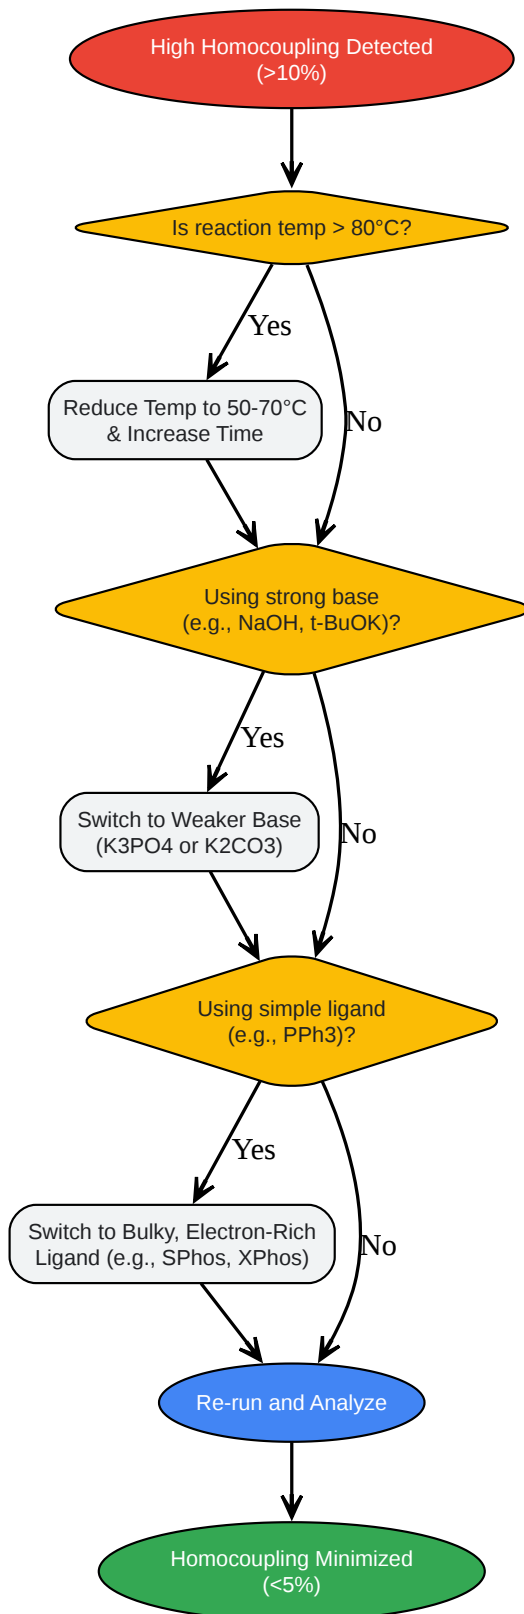 High Homocoupling Detected
(>10%)
Is reaction temp > 80°C?
Yes
Reduce Temp to 50-70°C
& Increase Time
No
Using strong base
(e.g., NaOH, t-BuOK)?
Yes
Switch to Weaker Base
(K3PO4 or K2CO3)
No
Using simple ligand
(e.g., PPh3)?
Yes
Switch to Bulky, Electron-Rich
Ligand (e.g., SPhos, XPhos)
No
Re-run and Analyze
Homocoupling Minimized
(<5%)